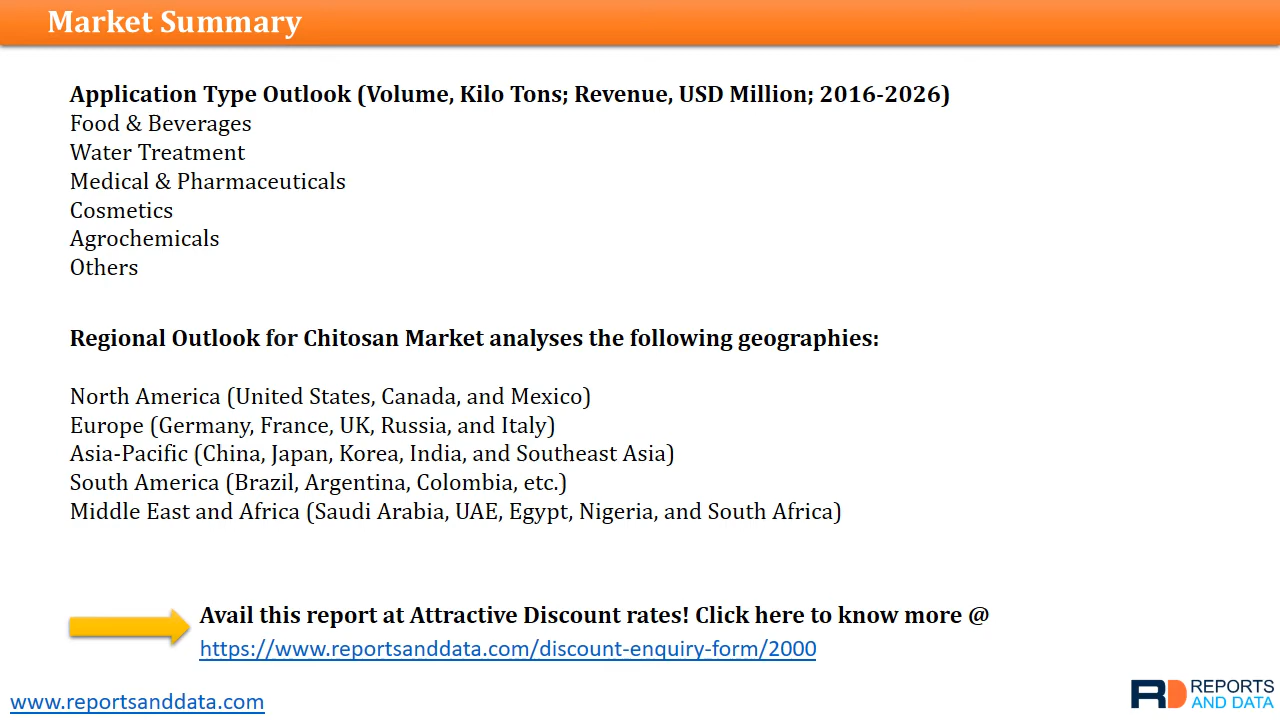 Market Summary
Application Type Outlook (Volume, Kilo Tons; Revenue, USD Million; 2016-2026)
Food & Beverages
Water Treatment
Medical & Pharmaceuticals
Cosmetics
Agrochemicals
Others
Regional Outlook for Chitosan Market analyses the following geographies:
North America (United States, Canada, and Mexico)
Europe (Germany, France, UK, Russia, and Italy)
Asia-Pacific (China, Japan, Korea, India, and Southeast Asia)
South America (Brazil, Argentina, Colombia, etc.)
Middle East and Africa (Saudi Arabia, UAE, Egypt, Nigeria, and South Africa)
Avail this report at Attractive Discount rates! Click here to know more @
https://www.reportsanddata.com/discount-enquiry-form/2000
www.reportsanddata.com
RD REPORTS
AND DATA